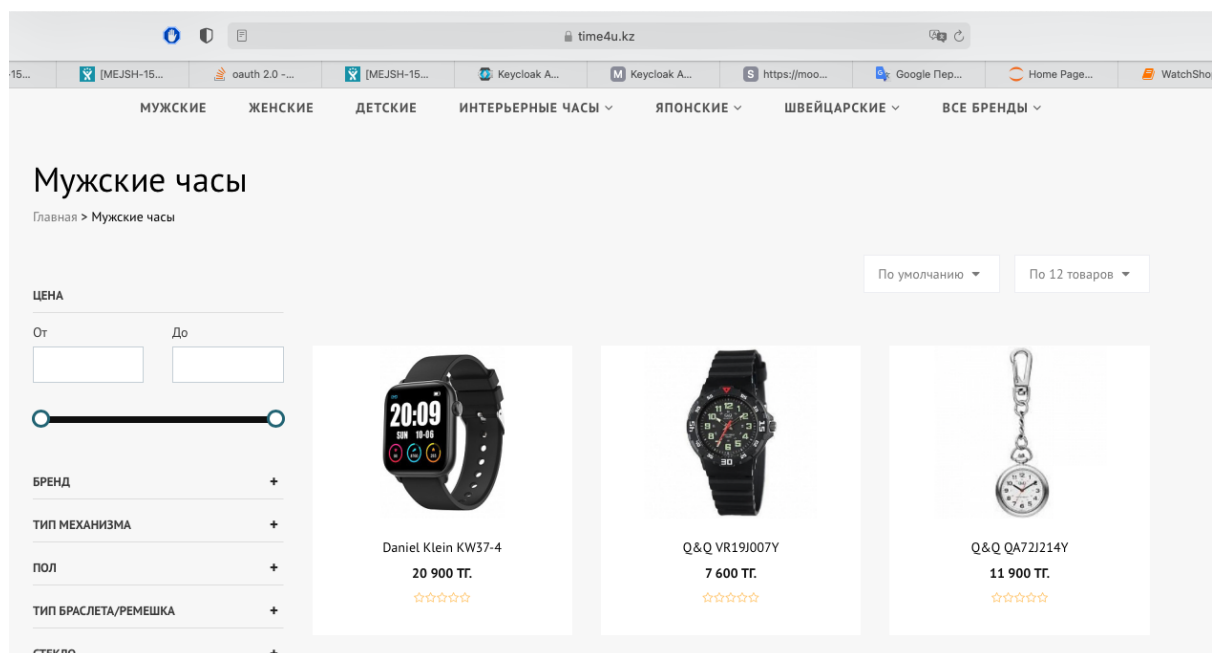 time4u.kz
-15...
[MEJSH-15...
oauth 2.0 -...
[MEJSH-15...
Keycloak A...
M Keycloak A...
S https://moo...
Google Пер...
Home Page...
WatchSho
МУЖСКИЕ ЖЕНСКИЕ ДЕТСКИЕ ИНТЕРЬЕРНЫЕ ЧАСЫ ЯПОНСКИЕ ШВЕЙЦАРСКИЕ ВСЕ БРЕНДЫ
Мужские часы
Главная > Мужские часы
По умолчанию По 12 товаров
ЦЕНА
От До
БРЕНД +
ТИП МЕХАНИЗМА +
ПОЛ +
ТИП БРАСЛЕТА/РЕМЕШКА +
СТЕКЛО +
20:09
SUN 10-06
Daniel Klein KW37-4
20 900 ТГ.
Q&Q VR19J007Y
7 600 ТГ.
Q&Q QA72J214Y
11 900 ТГ.